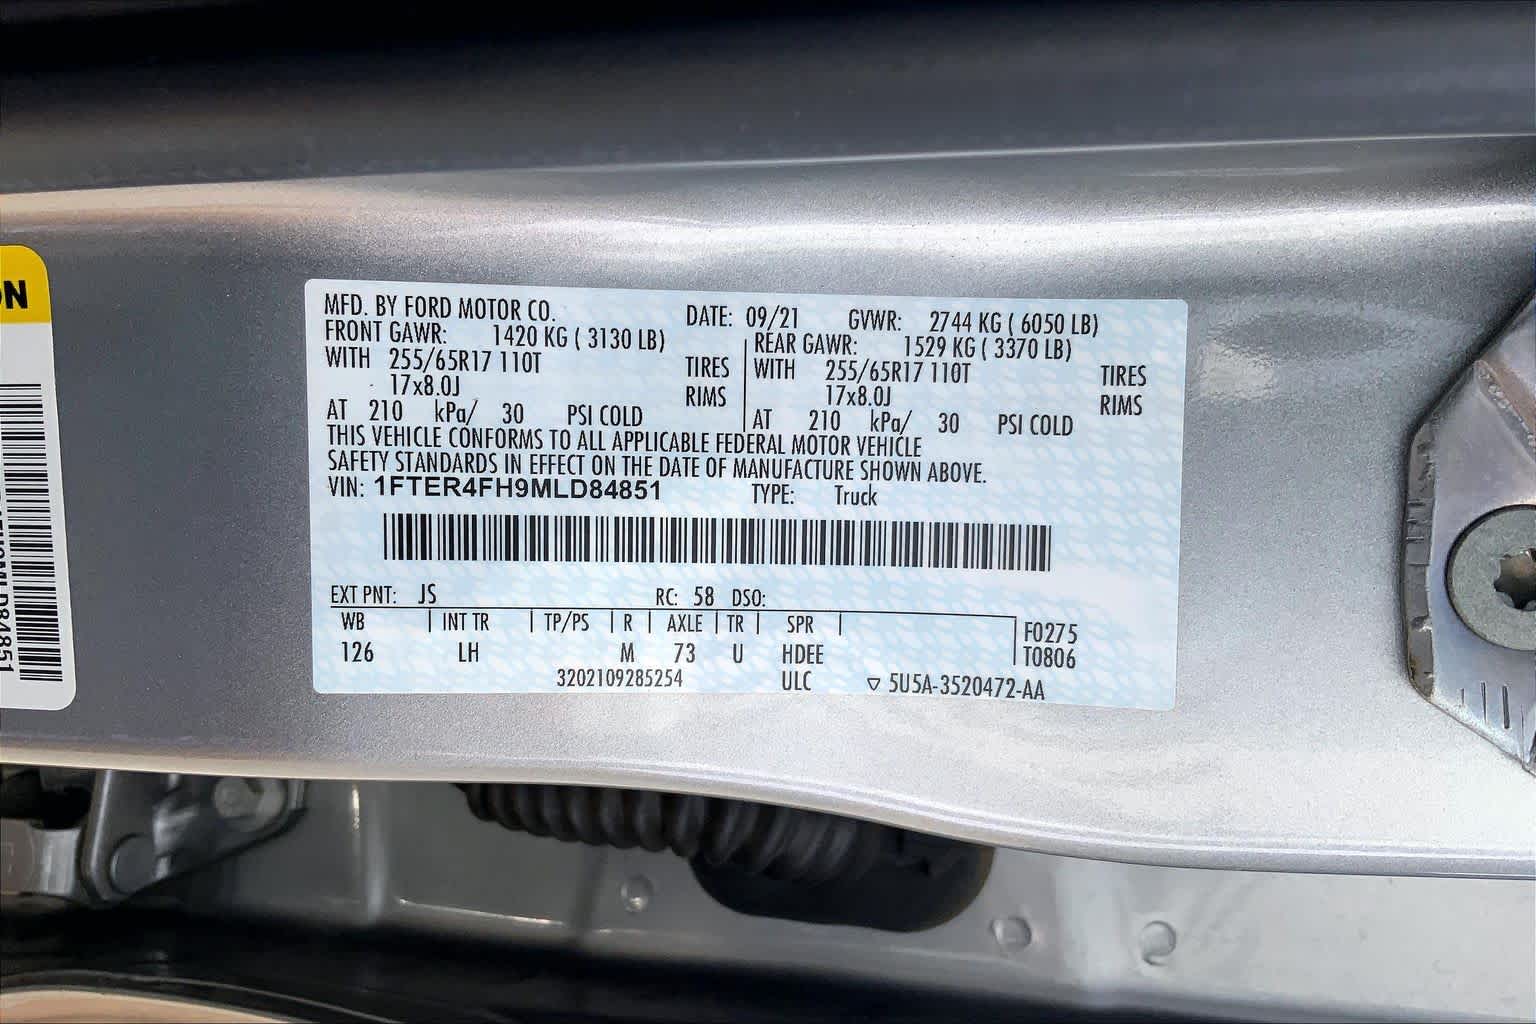 ON
MFD. BY FORD MOTOR CO. DATE: 09/21 GVWR: 2744 KG ( 6050 LB)
FRONT GAWR: 1420 KG ( 3130 LB) REAR GAWR: 1529 KG ( 3370 LB)
WITH 255/65R17 110T TIRES WITH 255/65R17 110T TIRES
17x8.0J RIMS 17x8.0J RIMS
AT 210 kPa/ 30 PSI COLD AT 210 kPa/ 30 PSI COLD
THIS VEHICLE CONFORMS TO ALL APPLICABLE FEDERAL MOTOR VEHICLE
SAFETY STANDARDS IN EFFECT ON THE DATE OF MANUFACTURE SHOWN ABOVE.
VIN: 1FTER4FH9MLD84851 TYPE: Truck
EXT PNT: JS RC: 58 DSO:
WB | INT TR | TP/PS | R | AXLE | TR | SPR | F0275
126 LH M 73 U HDEE T0806
3202109285254 ULC ▽ 5U5A-3520472-AA